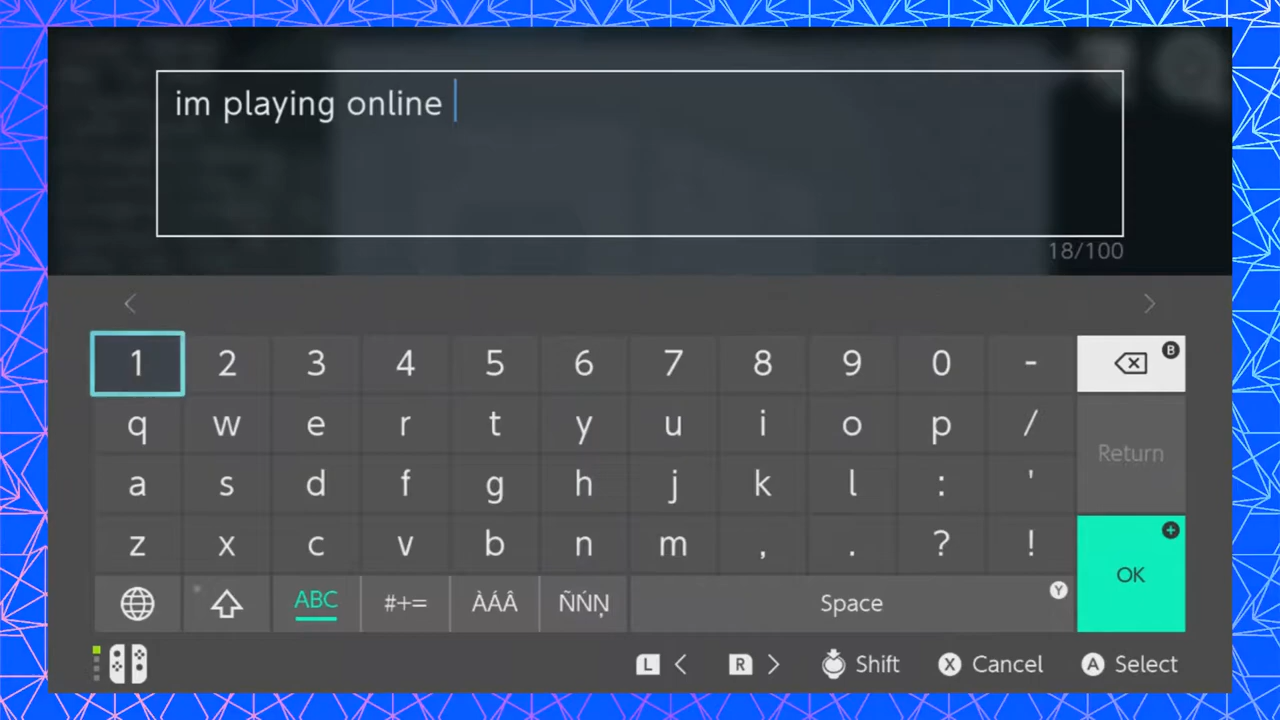 im playing online
18/100
< >
1 2 3 4 5 6 7 8 9 0 - B
q w e r t y u i o p / Return
a s d f g h j k l : '
z x c v b n m , . ? ! + OK
ABC #+= ÀÁÂ ÑŃŅ Space Y
L < R > Shift X Cancel A Select